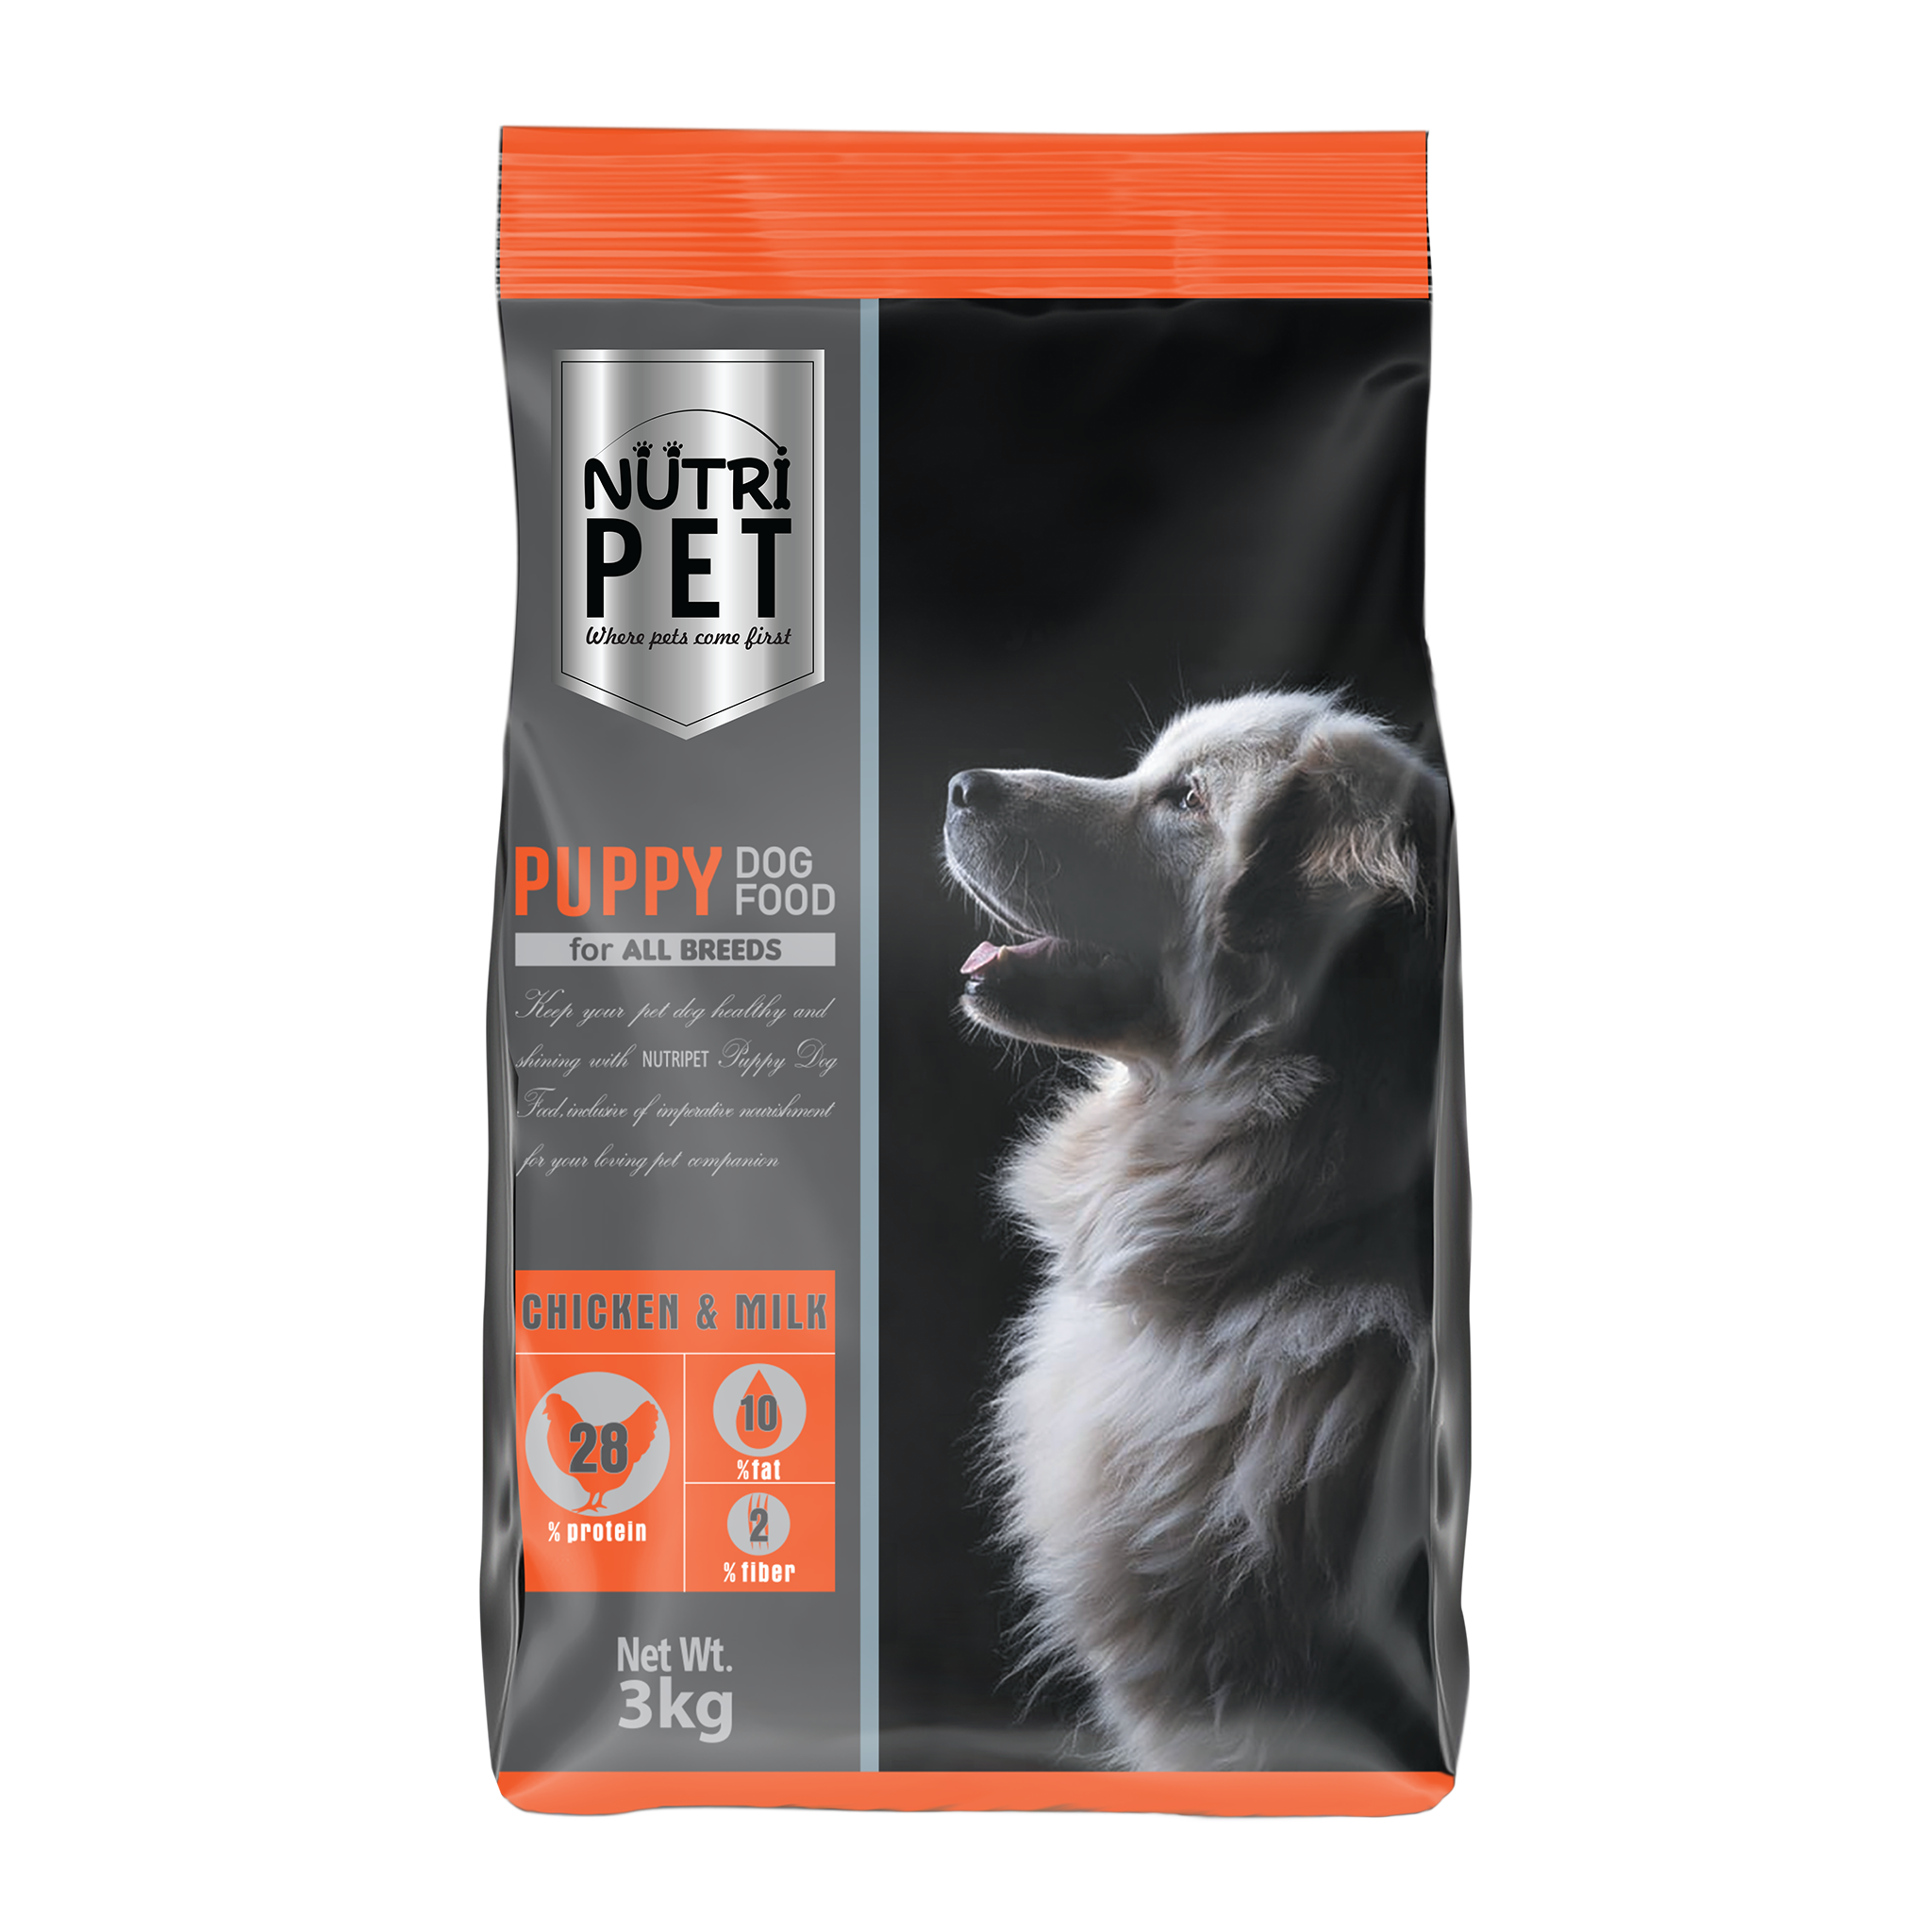 NÜTRi
PET
Where pets come first
PUPPY DOG
FOOD
for ALL BREEDS
Keep your pet dog healthy and
shining with NUTRIPET Puppy Dog
Food, inclusive of imperative nourishment
for your loving pet companion
CHICKEN & MILK
28
% protein
10
%fat
2
% fiber
Net Wt.
3kg